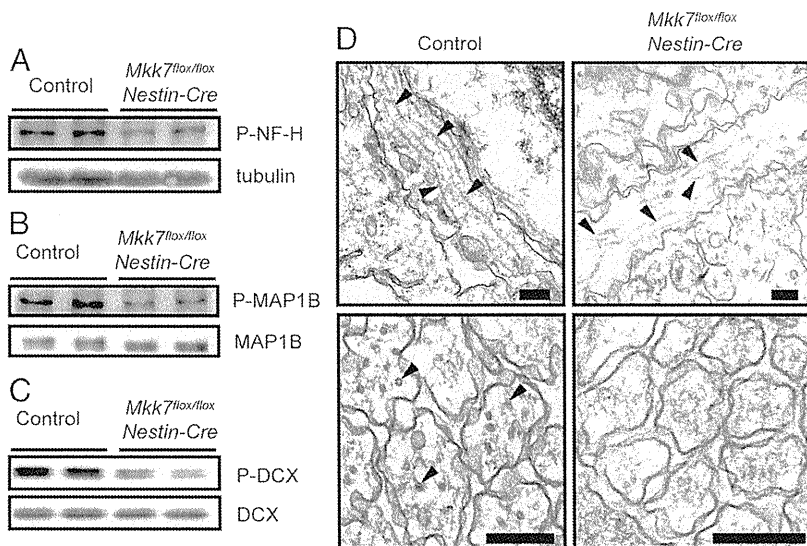 A
Control
Mkk7flox/flox
Nestin-Cre
P-NF-H
tubulin
B
Control
Mkk7flox/flox
Nestin-Cre
P-MAP1B
MAP1B
C
Control
Mkk7flox/flox
Nestin-Cre
P-DCX
DCX
D
Control
Mkk7flox/flox
Nestin-Cre